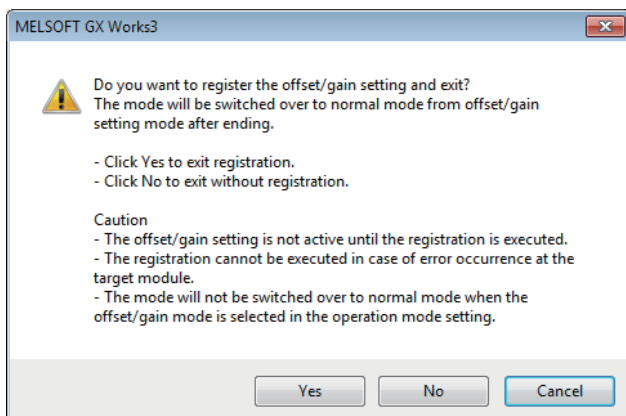 MELSOFT GX Works3
Do you want to register the offset/gain setting and exit?
The mode will be switched over to normal mode from offset/gain
setting mode after ending.
- Click Yes to exit registration.
- Click No to exit without registration.
Caution
- The offset/gain setting is not active until the registration is executed.
- The registration cannot be executed in case of error occurrence at the
target module.
- The mode will not be switched over to normal mode when the
offset/gain mode is selected in the operation mode setting.
Yes No Cancel